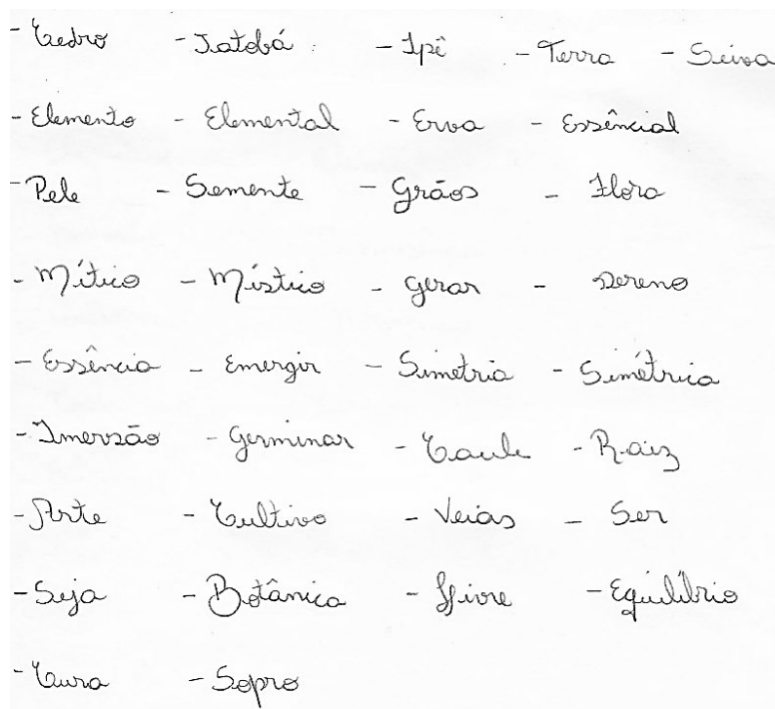 - Cedro - Jatobá - Ipê - Terra - Seiva
- Elemento - Elemental - Erva - Essêncial
- Pele - Semente - Grãos - Flora
- Mítico - Místico - gerar - sereno
- Essência - Emergir - Simetria - Simétrica
- Imersão - Germinar - Caule - Raiz
- Arte - Cultivo - Veias - Ser
- Seja - Botânica - Livre - Equilíbrio
- Cura - Sopro